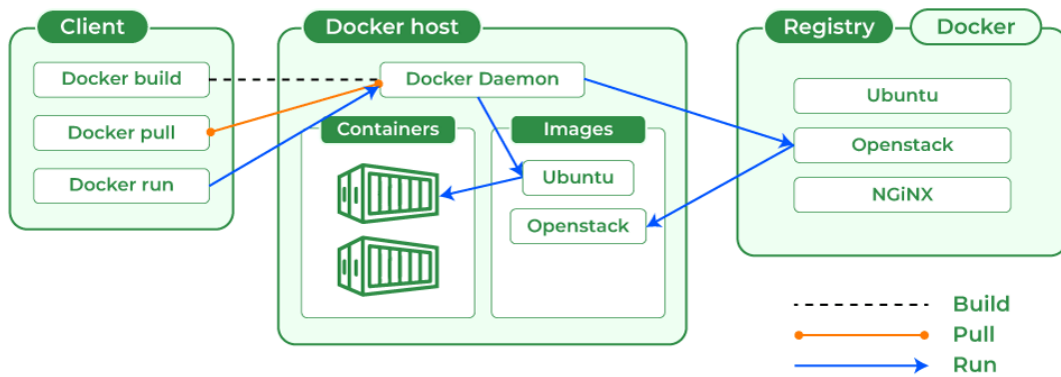 Client
Docker build
Docker pull
Docker run
Docker host
Docker Daemon
Containers
Images
Ubuntu
Openstack
Registry
Docker
Ubuntu
Openstack
NGiNX
Build
Pull
Run